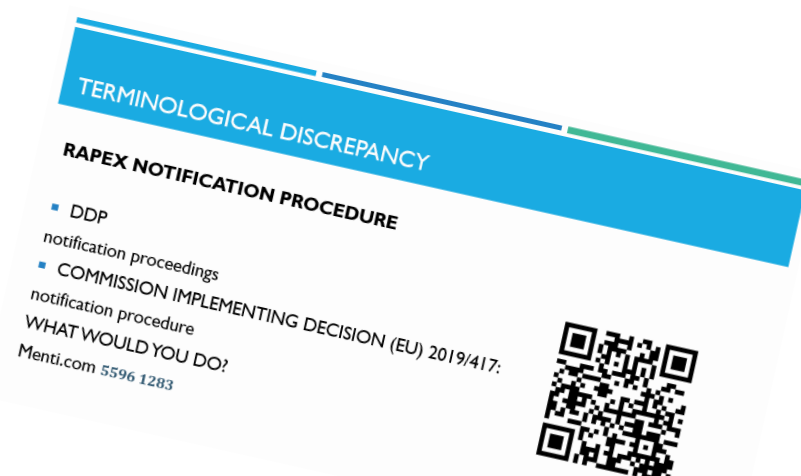 TERMINOLOGICAL DISCREPANCY
RAPEX NOTIFICATION PROCEDURE
DDP
notification proceedings
COMMISSION IMPLEMENTING DECISION (EU) 2019/417:
notification procedure
WHAT WOULD YOU DO?
Menti.com 5596 1283